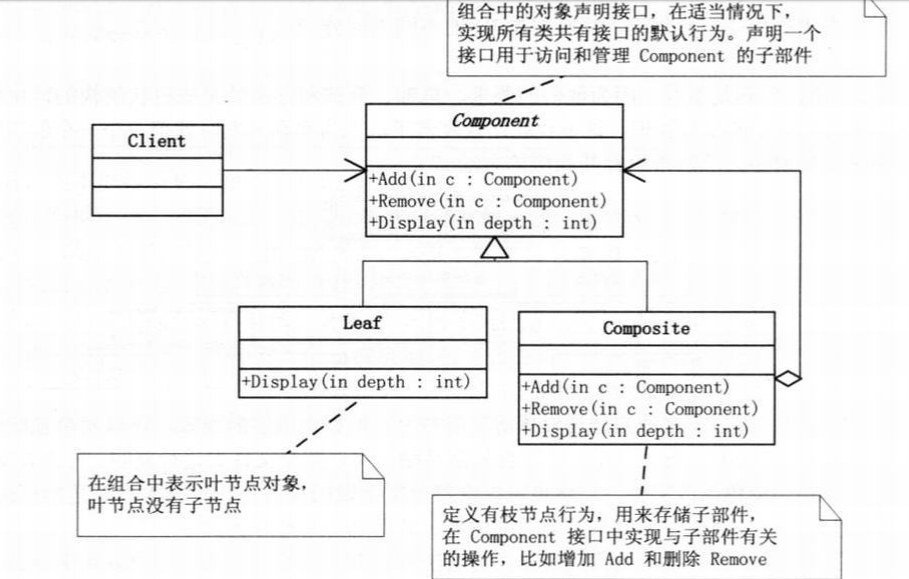 组合中的对象声明接口，在适当情况下，
实现所有类共有接口的默认行为。声明一个
接口用于访问和管理 Component 的子部件
Component
Client
+Add(in c : Component)
+Remove(in c : Component)
+Display(in depth : int)
Leaf
+Display(in depth : int)
Composite
+Add(in c : Component)
+Remove(in c : Component)
+Display(in depth : int)
在组合中表示叶节点对象，
叶节点没有子节点
定义有枝节点行为，用来存储子部件，
在 Component 接口中实现与子部件有关
的操作，比如增加 Add 和删除 Remove